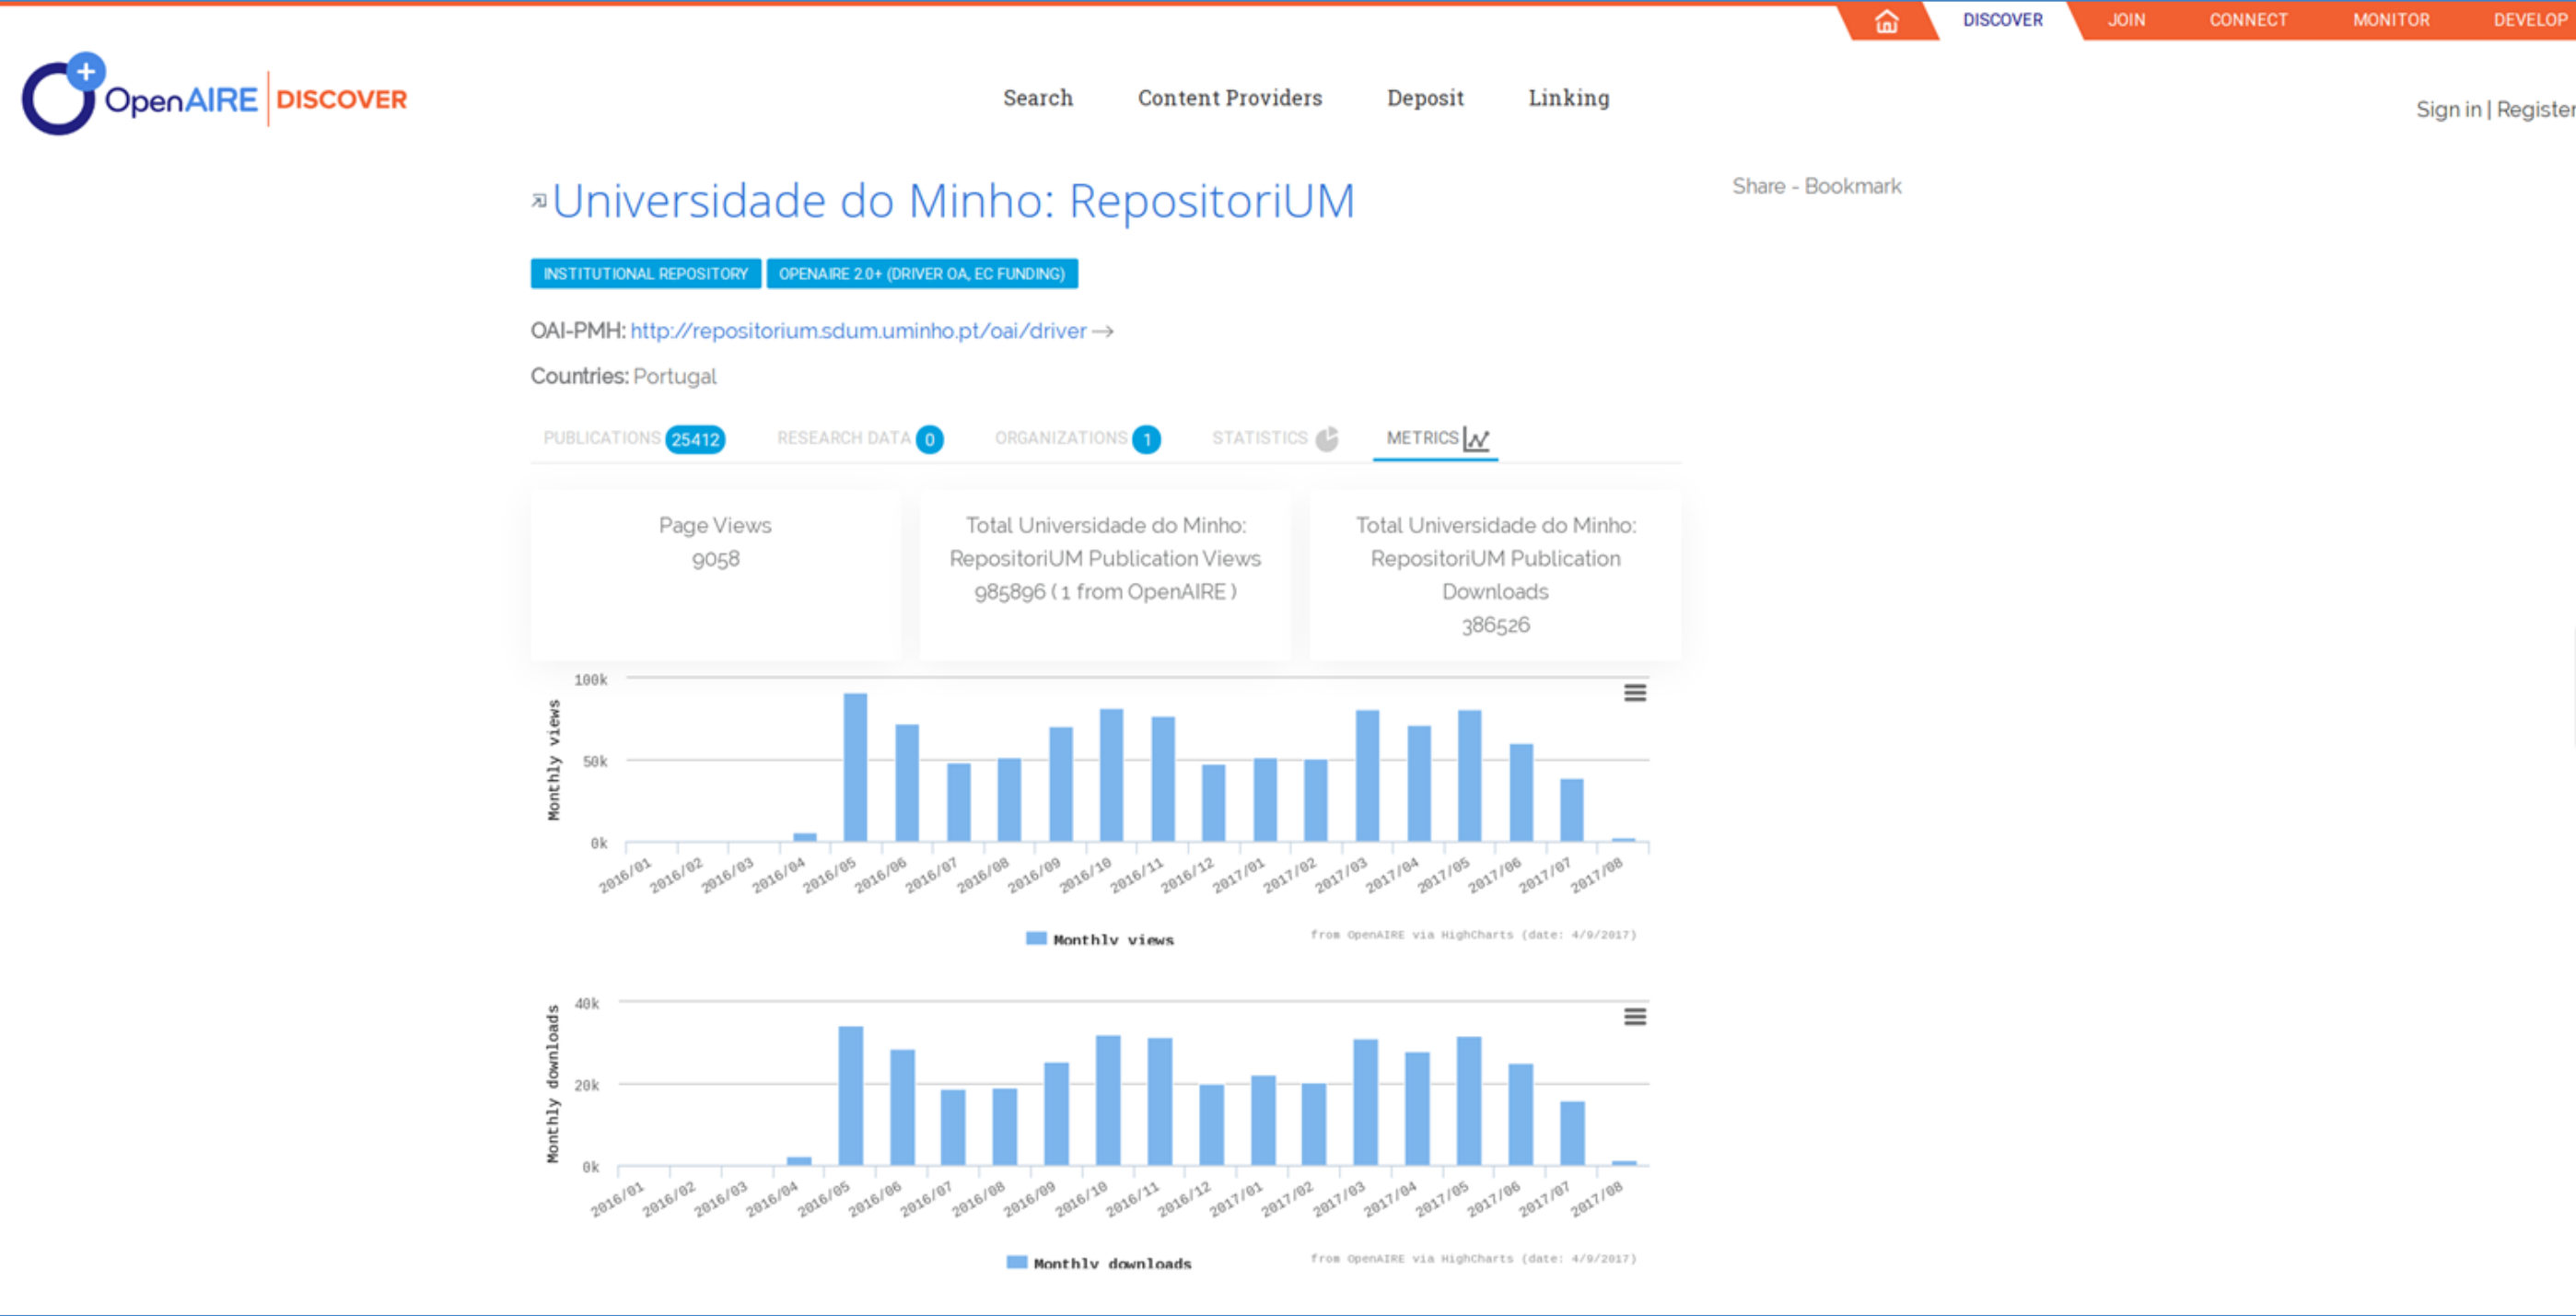 DISCOVER JOIN CONNECT MONITOR DEVELOP
OpenAIRE DISCOVER
Search Content Providers Deposit Linking
Sign in | Register
Universidade do Minho: RepositoriUM
Share - Bookmark
INSTITUTIONAL REPOSITORY OPENAIRE 2.0+ (DRIVER OA, EC FUNDING)
OAI-PMH: http://repositorium.sdum.uminho.pt/oai/driver →
Countries: Portugal
PUBLICATIONS 25412 RESEARCH DATA 0 ORGANIZATIONS 1 STATISTICS METRICS
Page Views
9058
Total Universidade do Minho:
RepositoriUM Publication Views
985896 ( 1 from OpenAIRE )
Total Universidade do Minho:
RepositoriUM Publication
Downloads
386526
Monthly views
100k
50k
0k
2016/01 2016/02 2016/03 2016/04 2016/05 2016/06 2016/07 2016/08 2016/09 2016/10 2016/11 2016/12 2017/01 2017/02 2017/03 2017/04 2017/05 2017/06 2017/07 2017/08
Monthly views
from OpenAIRE via HighCharts (date: 4/9/2017)
Monthly downloads
40k
20k
0k
2016/01 2016/02 2016/03 2016/04 2016/05 2016/06 2016/07 2016/08 2016/09 2016/10 2016/11 2016/12 2017/01 2017/02 2017/03 2017/04 2017/05 2017/06 2017/07 2017/08
Monthly downloads
from OpenAIRE via HighCharts (date: 4/9/2017)